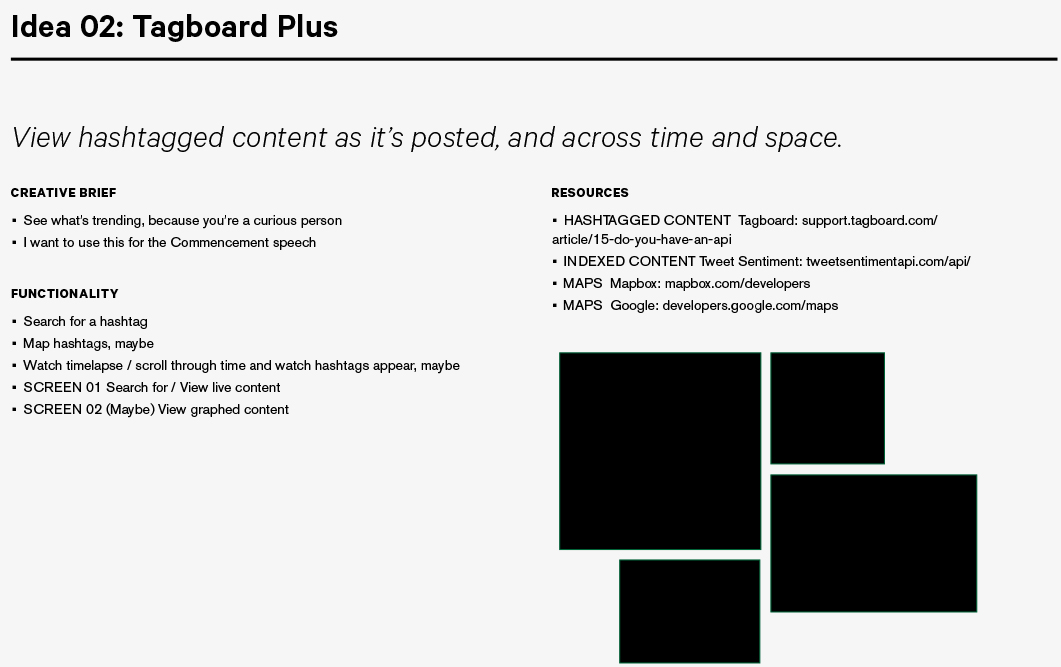 Idea 02: Tagboard Plus
View hashtagged content as it’s posted, and across time and space.
CREATIVE BRIEF
▪ See what's trending, because you're a curious person
▪ I want to use this for the Commencement speech
FUNCTIONALITY
▪ Search for a hashtag
▪ Map hashtags, maybe
▪ Watch timelapse / scroll through time and watch hashtags appear, maybe
▪ SCREEN 01 Search for / View live content
▪ SCREEN 02 (Maybe) View graphed content
RESOURCES
▪ HASHTAGGED CONTENT  Tagboard: support.tagboard.com/
article/15-do-you-have-an-api
▪ INDEXED CONTENT Tweet Sentiment: tweetsentimentapi.com/api/
▪ MAPS  Mapbox: mapbox.com/developers
▪ MAPS  Google: developers.google.com/maps